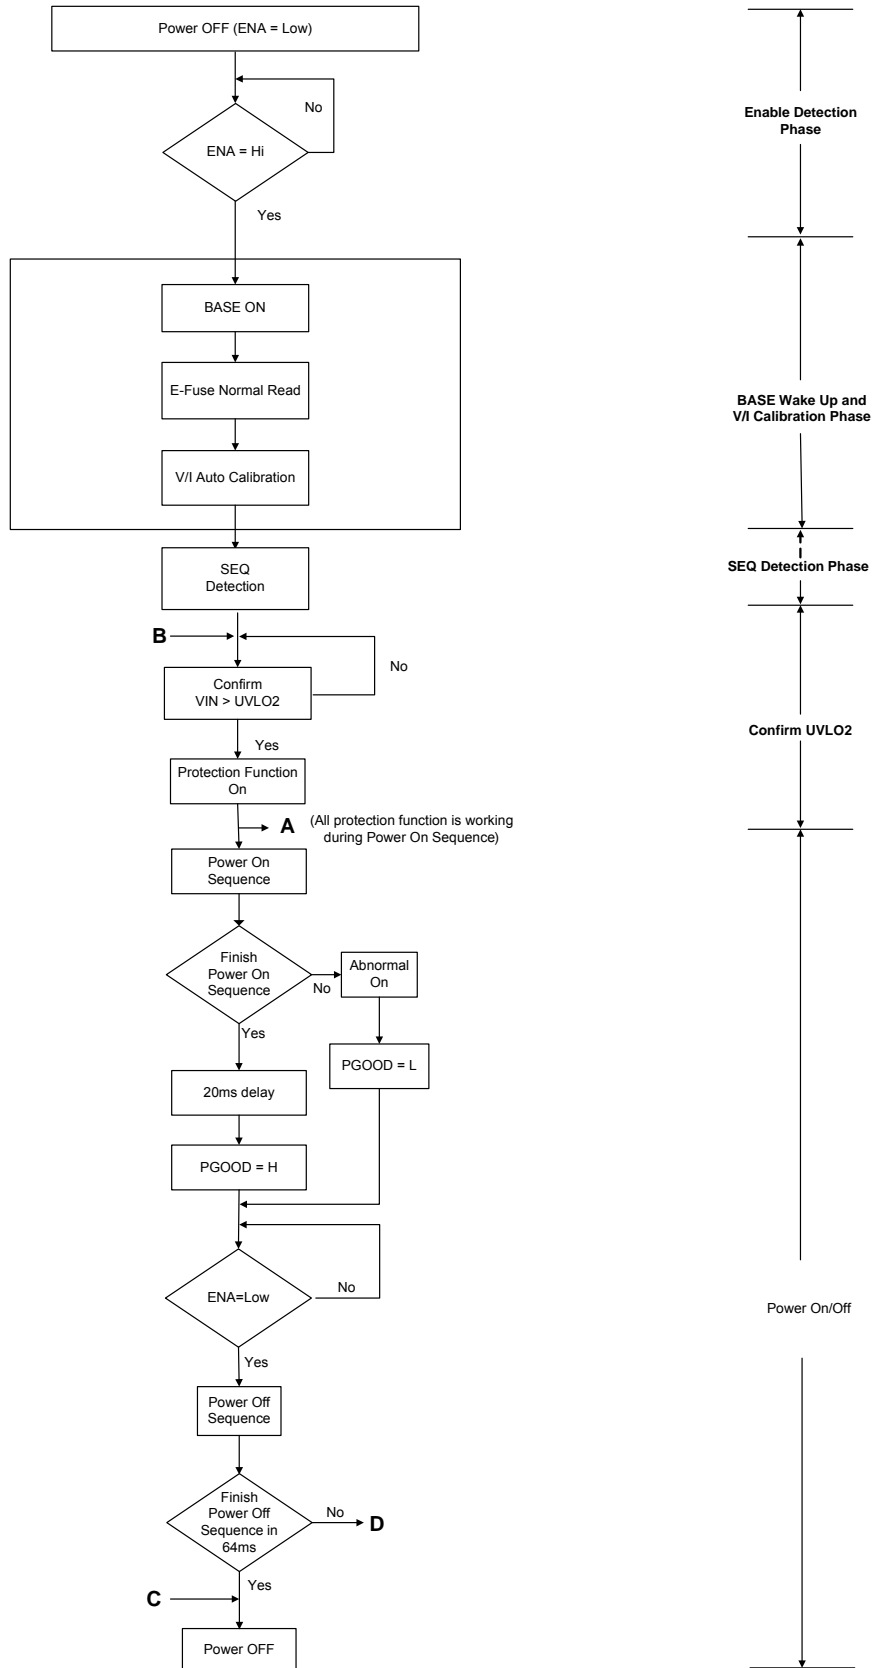 Power OFF (ENA = Low)
No
ENA = Hi
Yes
Enable Detection
Phase
BASE ON
E-Fuse Normal Read
V/I Auto Calibration
BASE Wake Up and
V/I Calibration Phase
SEQ
Detection
SEQ Detection Phase
B
No
Confirm
VIN > UVLO2
Yes
Confirm UVLO2
Protection Function
On
A
(All protection function is working
during Power On Sequence)
Power On
Sequence
Finish
Power On
Sequence
No
Abnormal
On
Yes
PGOOD = L
20ms delay
PGOOD = H
ENA=Low
No
Yes
Power On/Off
Power Off
Sequence
Finish
Power Off
Sequence in
64ms
No
D
Yes
C
Power OFF